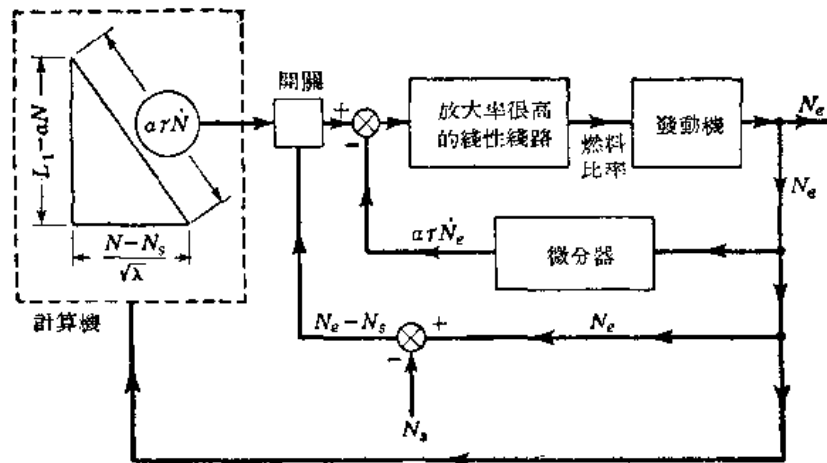 L₁-aN
aτṄ
N-Nₛ
√λ
計算機
開關
+
-
放大率很高
的綫性綫路
燃料
比率
發動機
Nₑ
Nₑ
aτṄₑ
微分器
Nₑ-Nₛ
+
Nₑ
-
Nₛ